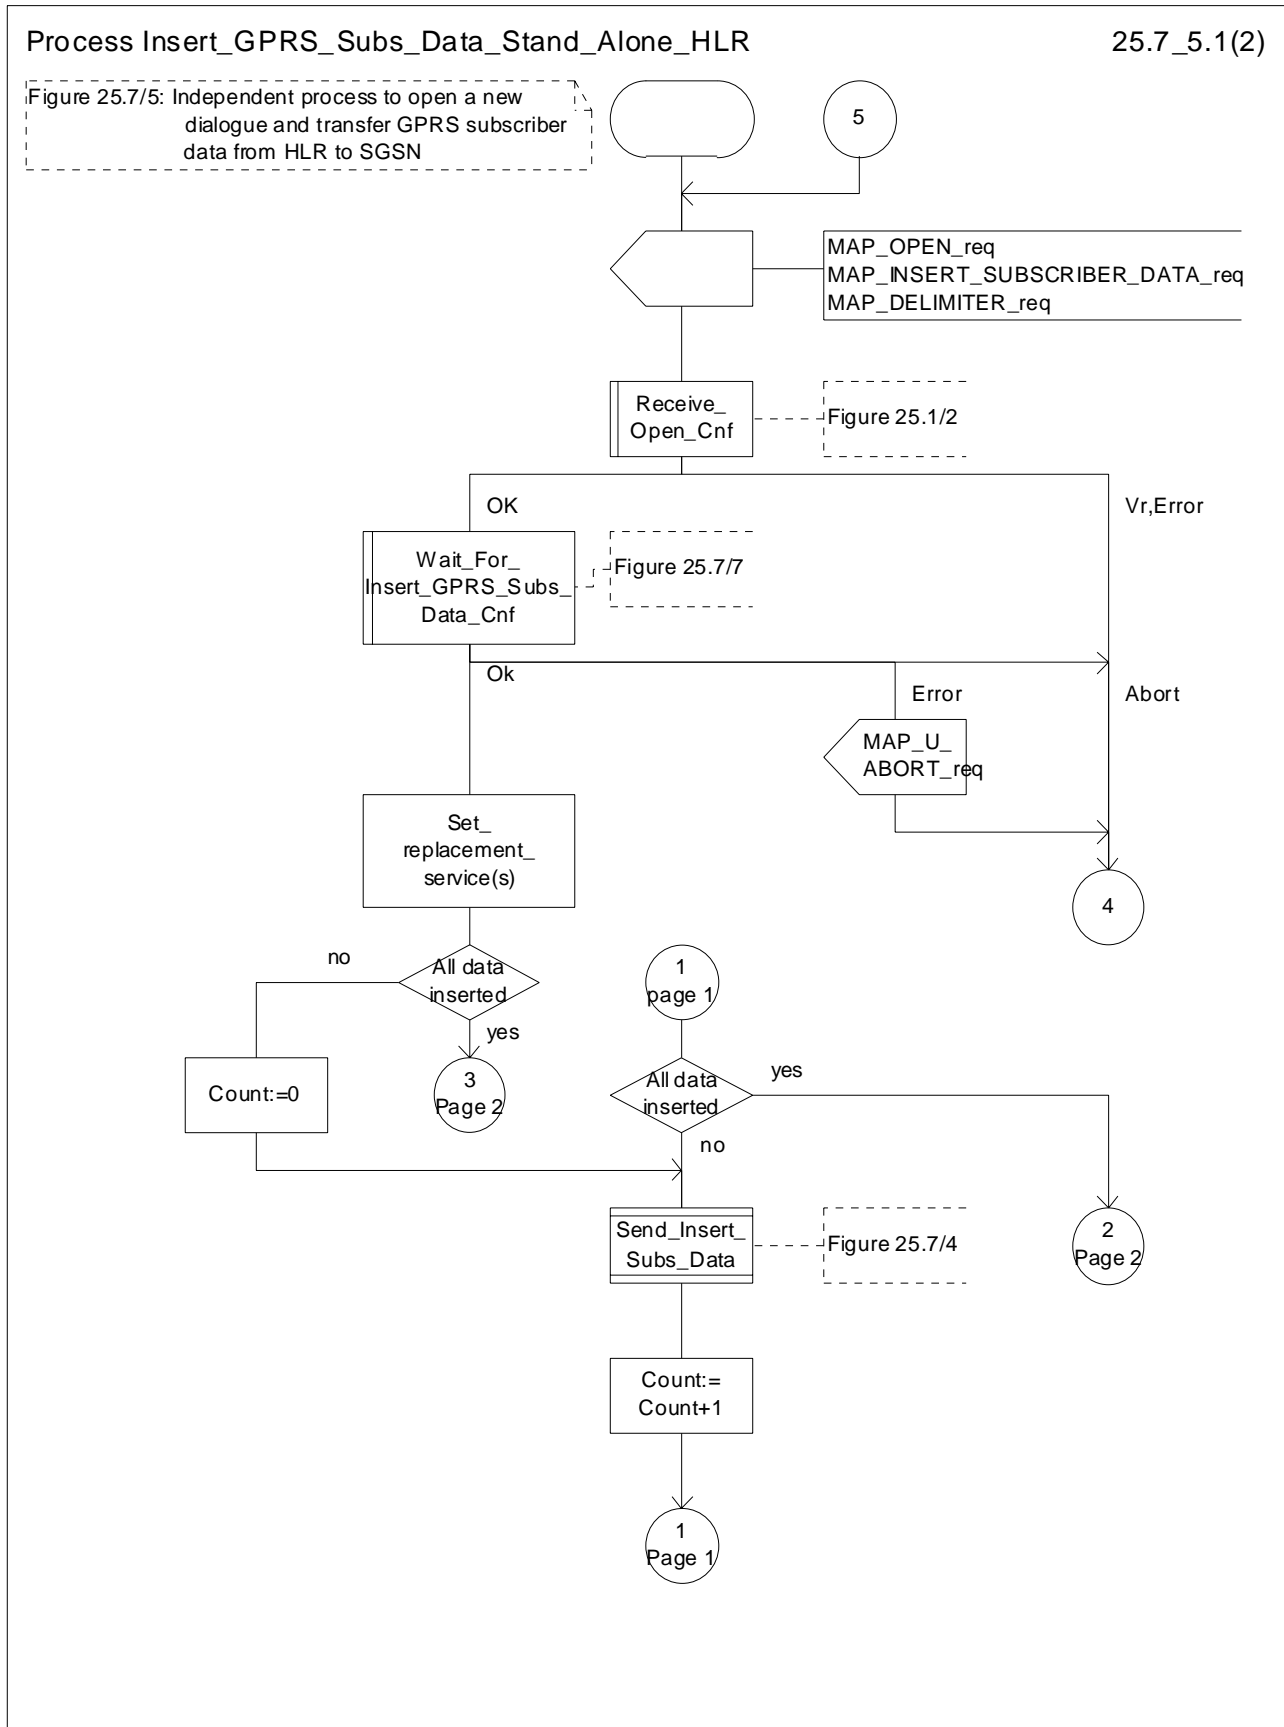 Process Insert_GPRS_Subs_Data_Stand_Alone_HLR
25.7_5.1(2)
Figure 25.7/5: Independent process to open a new
dialogue and transfer GPRS subscriber
data from HLR to SGSN
5
MAP_OPEN_req
MAP_INSERT_SUBSCRIBER_DATA_req
MAP_DELIMITER_req
Receive_
Open_Cnf
Figure 25.1/2
OK
Vr,Error
Wait_For_
Insert_GPRS_Subs_
Data_Cnf
Figure 25.7/7
Ok
Error
Abort
MAP_U_
ABORT_req
Set_
replacement_
service(s)
4
no
All data
inserted
yes
1
page 1
Count:=0
3
Page 2
All data
inserted
yes
no
Send_Insert_
Subs_Data
Figure 25.7/4
2
Page 2
Count:=
Count+1
1
Page 1